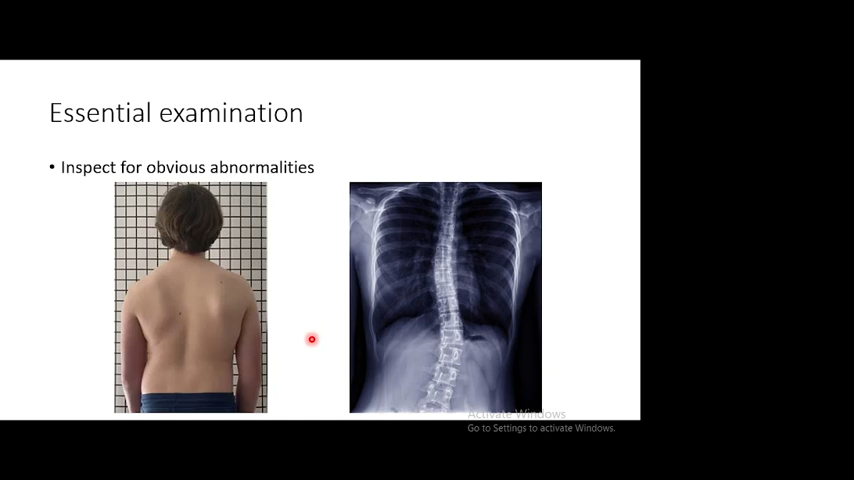 Essential examination
• Inspect for obvious abnormalities
Activate Windows
Go to Settings to activate Windows.